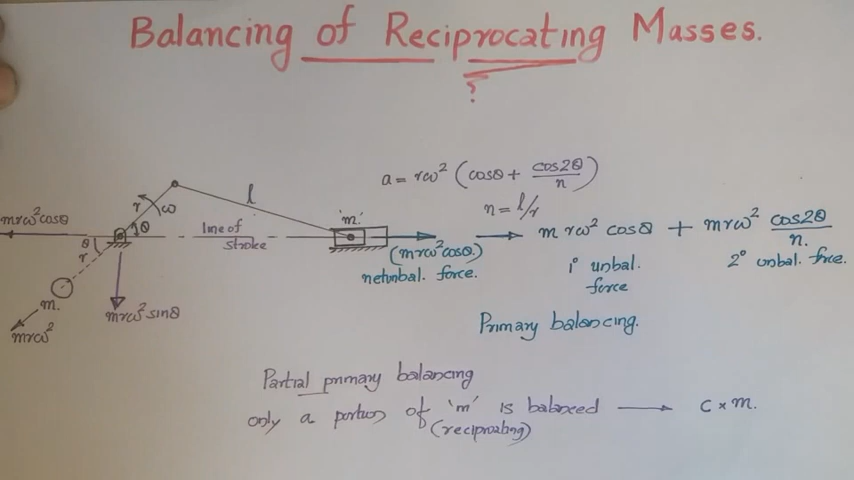 Balancing of Reciprocating Masses.
?
a = rω² (cosθ + cos2θ/n)
n = l/r
r
ω
θ
l
'm'
mrω²cosθ
line of
stroke
θ
r
m.
mrω²
mrω² sinθ
(mrω²cosθ.)
net unbal. force.
m rω² cosθ + mrω² cos2θ/n.
1° unbal.
force
2° unbal. force.
Primary balancing.
Partial primary balancing
only a portion of 'm' is balanced → c × m.
(reciprocating)